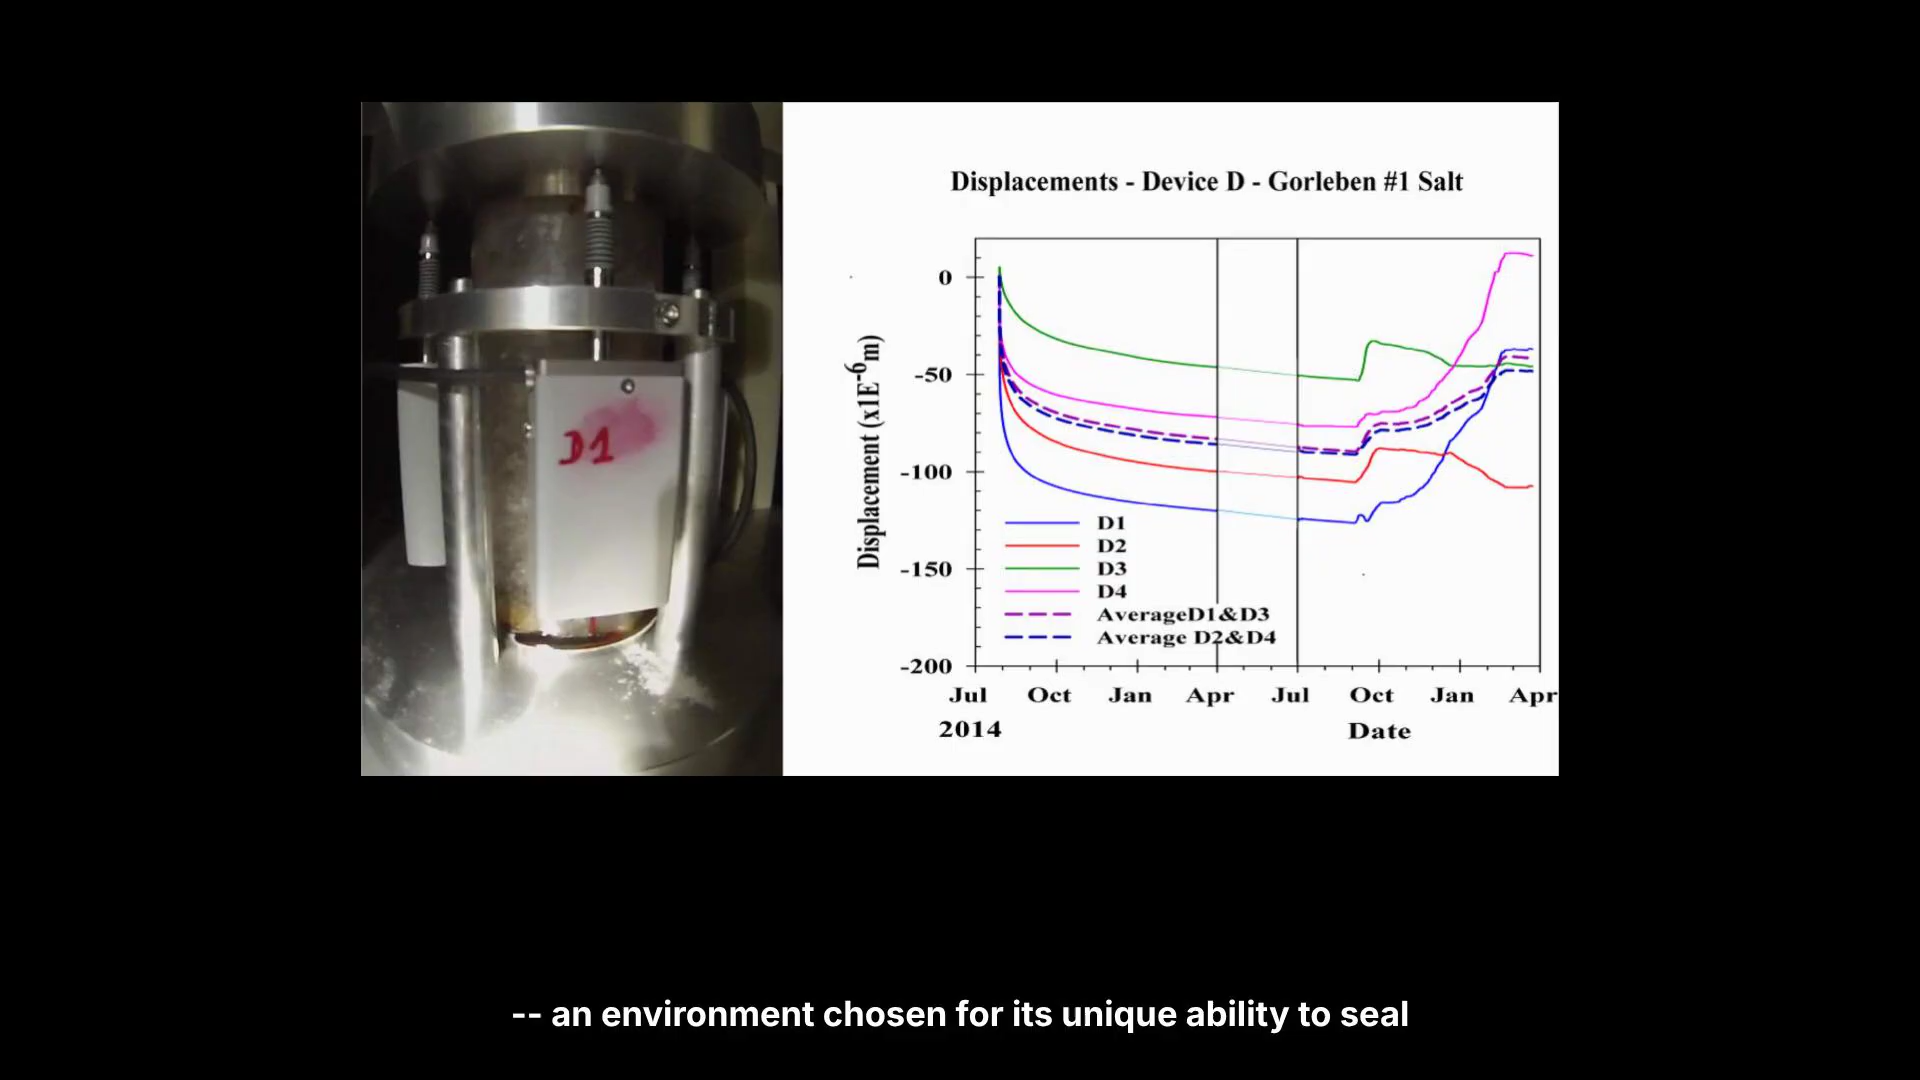 D1
Displacements - Device D - Gorleben #1 Salt
Displacement (x1E-6m)
0
-50
-100
-150
-200
D1
D2
D3
D4
AverageD1&D3
Average D2&D4
Jul Oct Jan Apr Jul Oct Jan Apr
2014 Date
-- an environment chosen for its unique ability to seal